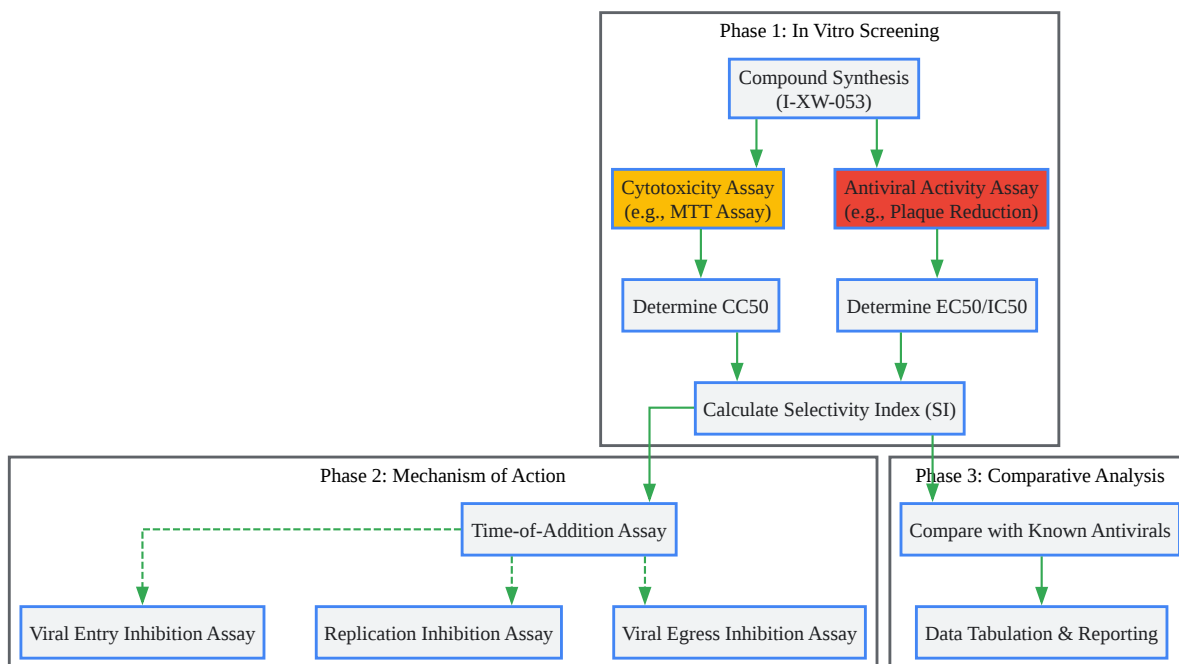 Phase 1: In Vitro Screening
Compound Synthesis
(I-XW-053)
Cytotoxicity Assay
(e.g., MTT Assay)
Antiviral Activity Assay
(e.g., Plaque Reduction)
Determine CC50
Determine EC50/IC50
Calculate Selectivity Index (SI)
Phase 2: Mechanism of Action
Time-of-Addition Assay
Viral Entry Inhibition Assay
Replication Inhibition Assay
Viral Egress Inhibition Assay
Phase 3: Comparative Analysis
Compare with Known Antivirals
Data Tabulation & Reporting